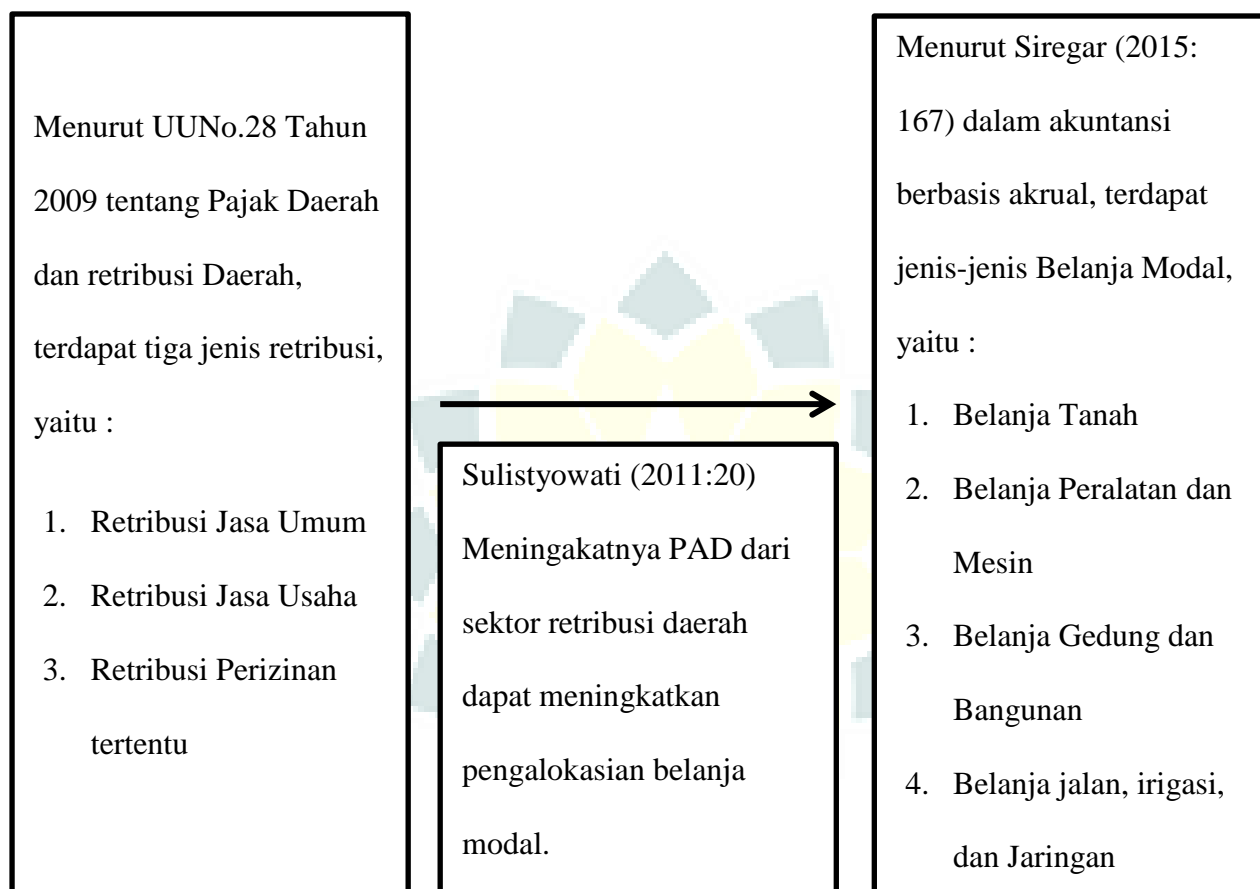 Menurut UUNo.28 Tahun
2009 tentang Pajak Daerah
dan retribusi Daerah,
terdapat tiga jenis retribusi,
yaitu :
1. Retribusi Jasa Umum
2. Retribusi Jasa Usaha
3. Retribusi Perizinan
tertentu
Sulistyowati (2011:20)
Meningakatnya PAD dari
sektor retribusi daerah
dapat meningkatkan
pengalokasian belanja
modal.
Menurut Siregar (2015:
167) dalam akuntansi
berbasis akrual, terdapat
jenis-jenis Belanja Modal,
yaitu :
1. Belanja Tanah
2. Belanja Peralatan dan
Mesin
3. Belanja Gedung dan
Bangunan
4. Belanja jalan, irigasi,
dan Jaringan